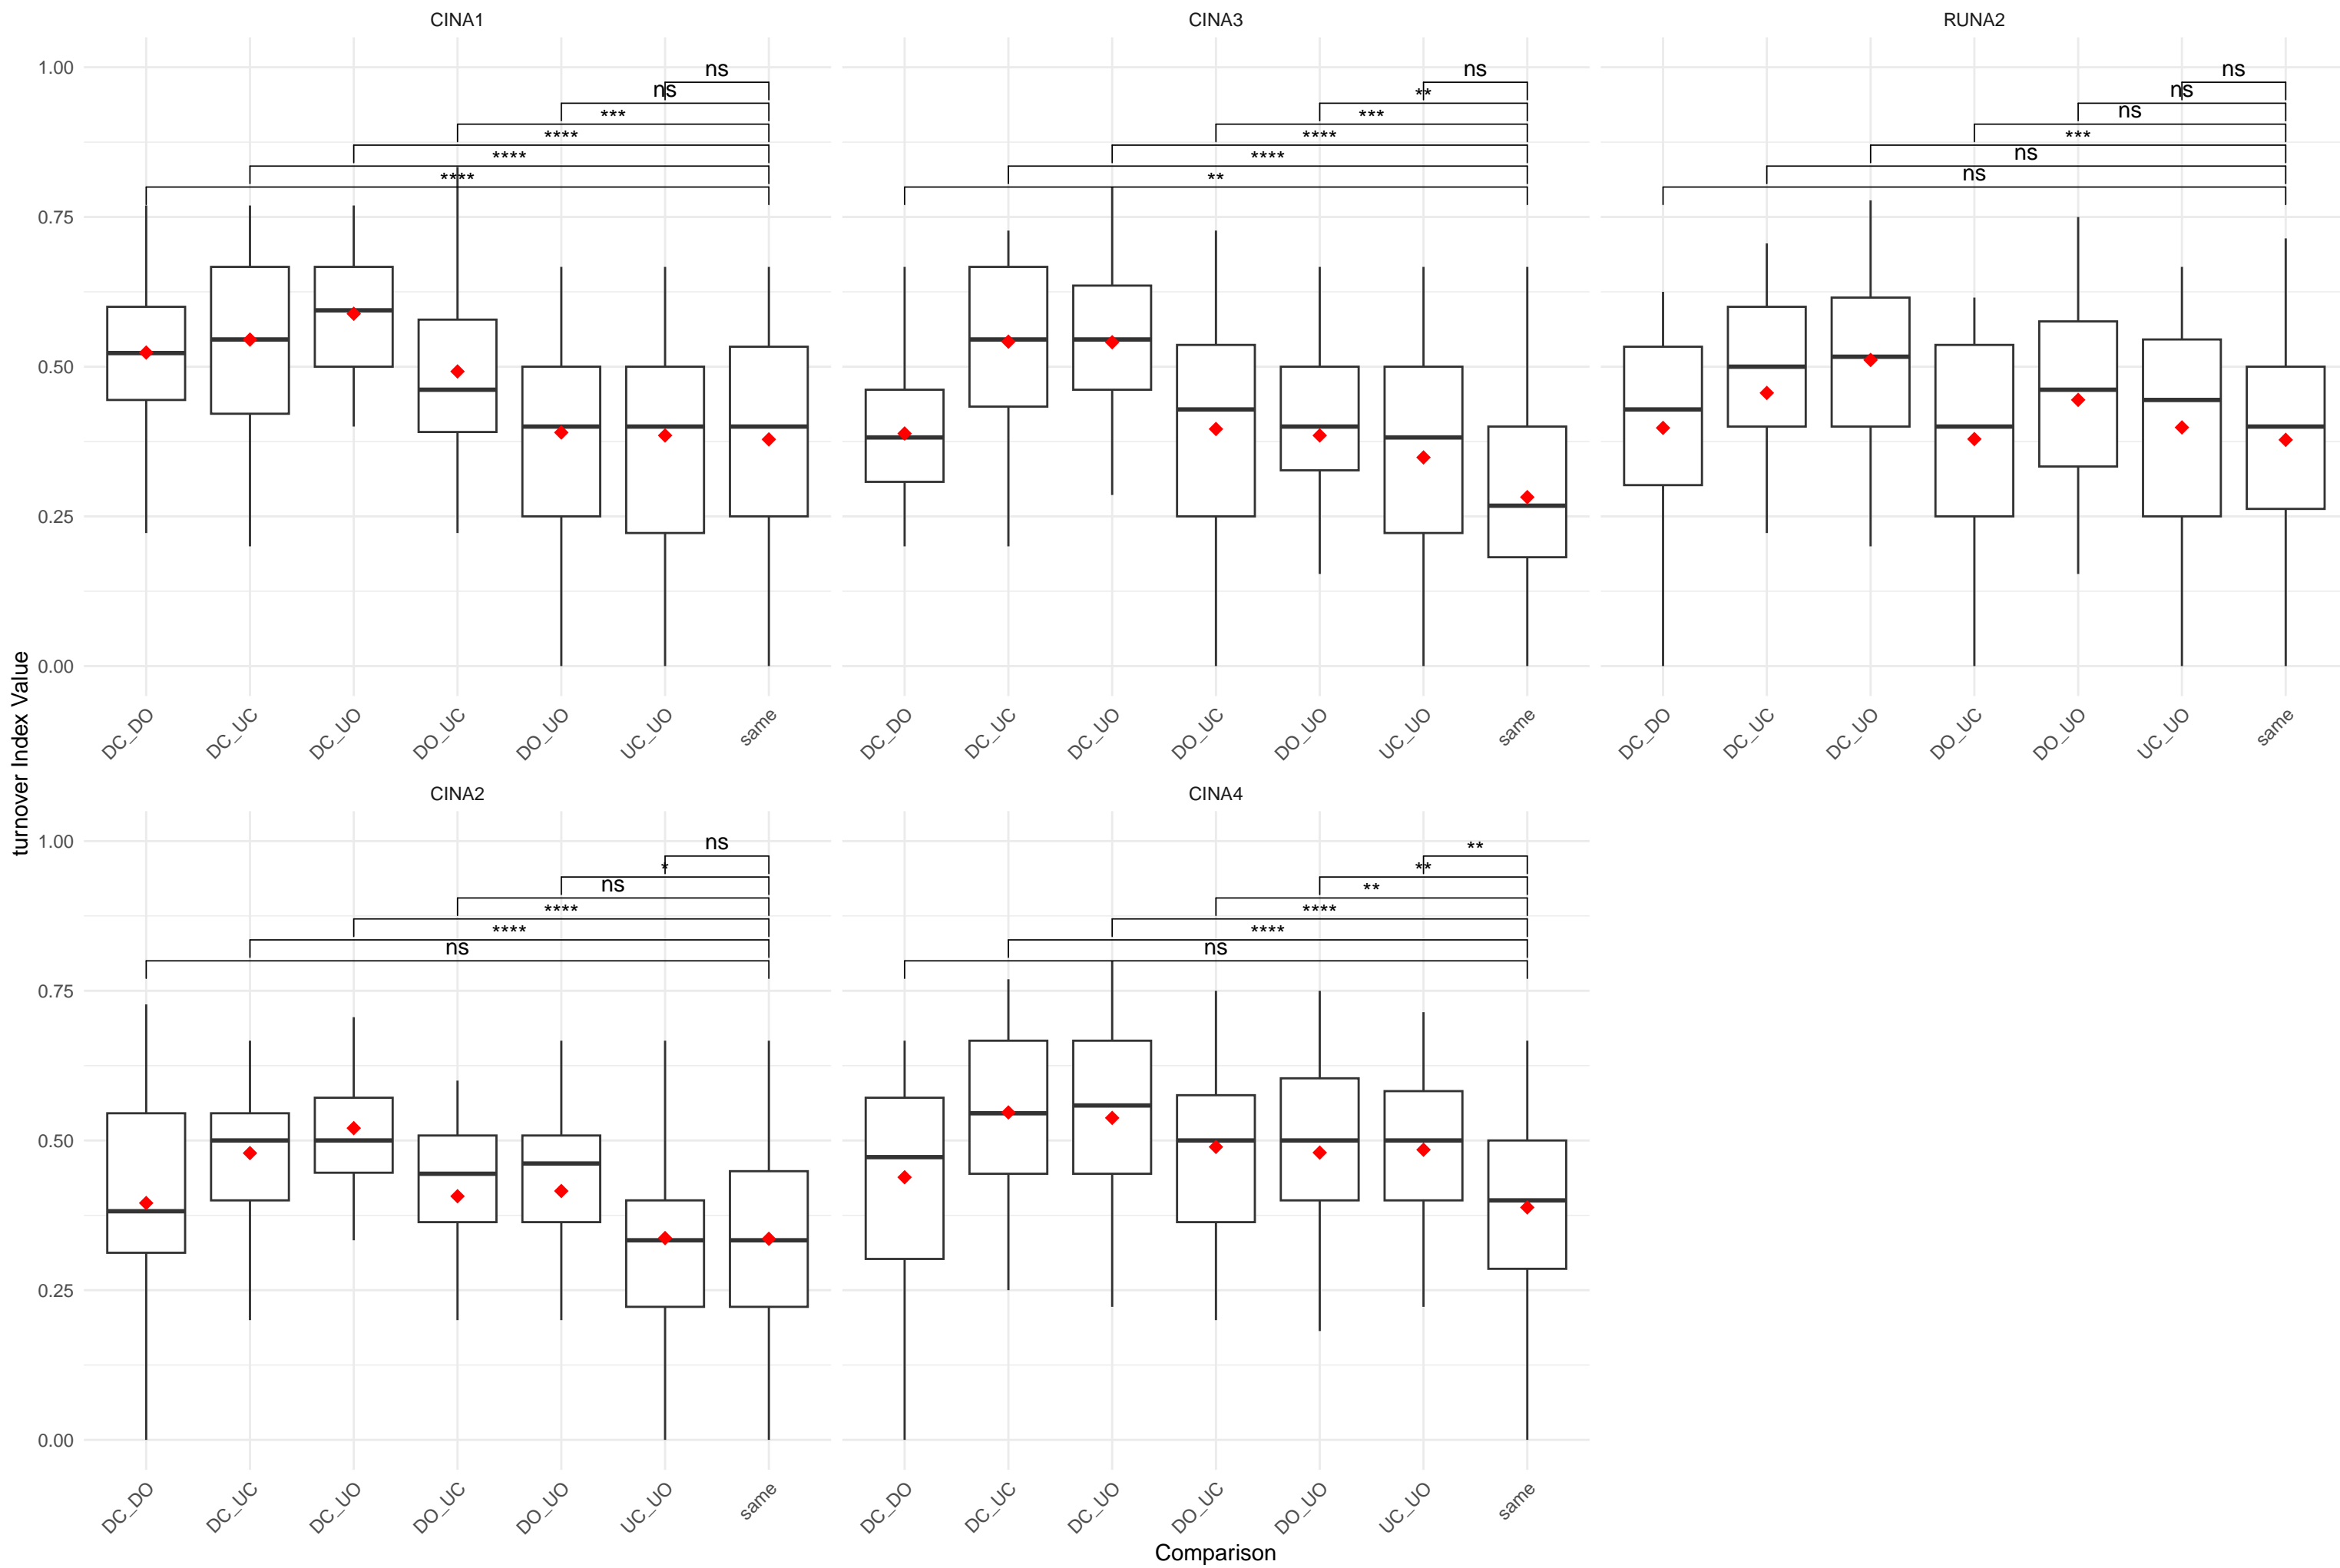 CINA1
CINA3
RUNA2
turnover Index Value
1.00
0.75
0.50
0.25
0.00
ns
ns
***
****
****
****
ns
**
***
****
****
**
ns
ns
ns
***
ns
ns
DC_DO DC_UC DC_UO DO_UC DO_UO UC_UO same
DC_DO DC_UC DC_UO DO_UC DO_UO UC_UO same
DC_DO DC_UC DC_UO DO_UC DO_UO UC_UO same
CINA2
CINA4
1.00
0.75
0.50
0.25
0.00
ns
*
ns
****
****
ns
**
**
**
****
****
ns
DC_DO DC_UC DC_UO DO_UC DO_UO UC_UO same
DC_DO DC_UC DC_UO DO_UC DO_UO UC_UO same
Comparison